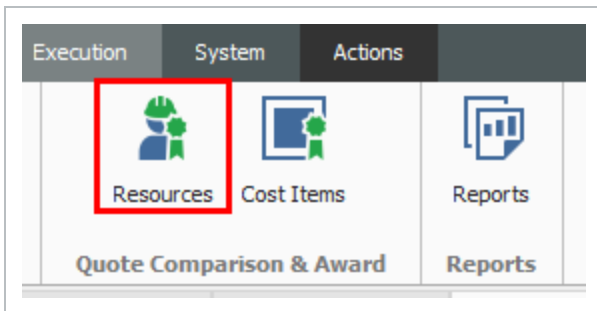 Execution System Actions
Resources Cost Items Reports
Quote Comparison & Award Reports